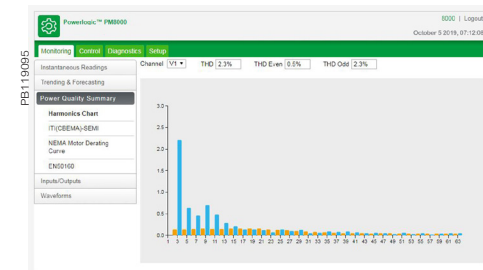 Powerlogic™ PM8000
8000 | Logout
October 5 2019, 07:12:08
Monitoring Control Diagnostics Setup
PB119095
Instantaneous Readings
Channel V1 THD 2.3% THD Even 0.5% THD Odd 2.3%
Trending & Forecasting
Power Quality Summary
Harmonics Chart
ITI(CBEMA)-SEMI
NEMA Motor Derating
Curve
EN50160
Inputs/Outputs
Waveforms
3.0
2.5
2.0
1.5
1.0
0.5
0.0
1 3 5 7 9 11 13 15 17 19 21 23 25 27 29 31 33 35 37 39 41 43 45 47 49 51 53 55 57 59 61 63